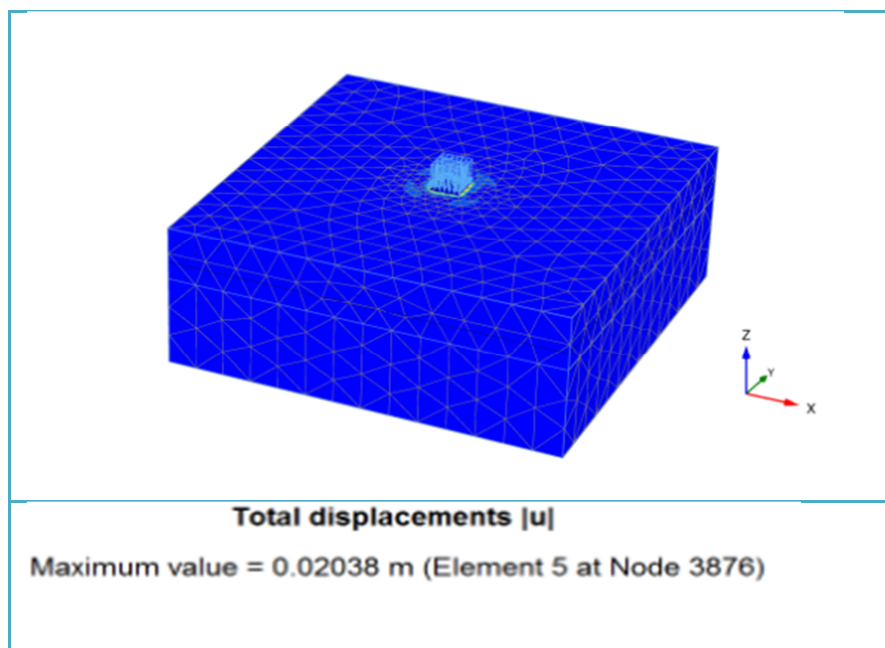 Z
Y
X
Total displacements |u|
Maximum value = 0.02038 m (Element 5 at Node 3876)